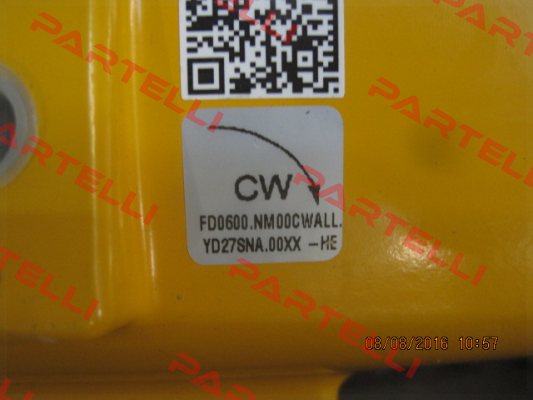 PARTELLI
PARTELLI
PARTELLI
CW
FD0600.NM00CWALL.
YD27SNA.00XX -HE
PARTELLI
PARTELLI
08/08/2016 10:57
PARTELLI